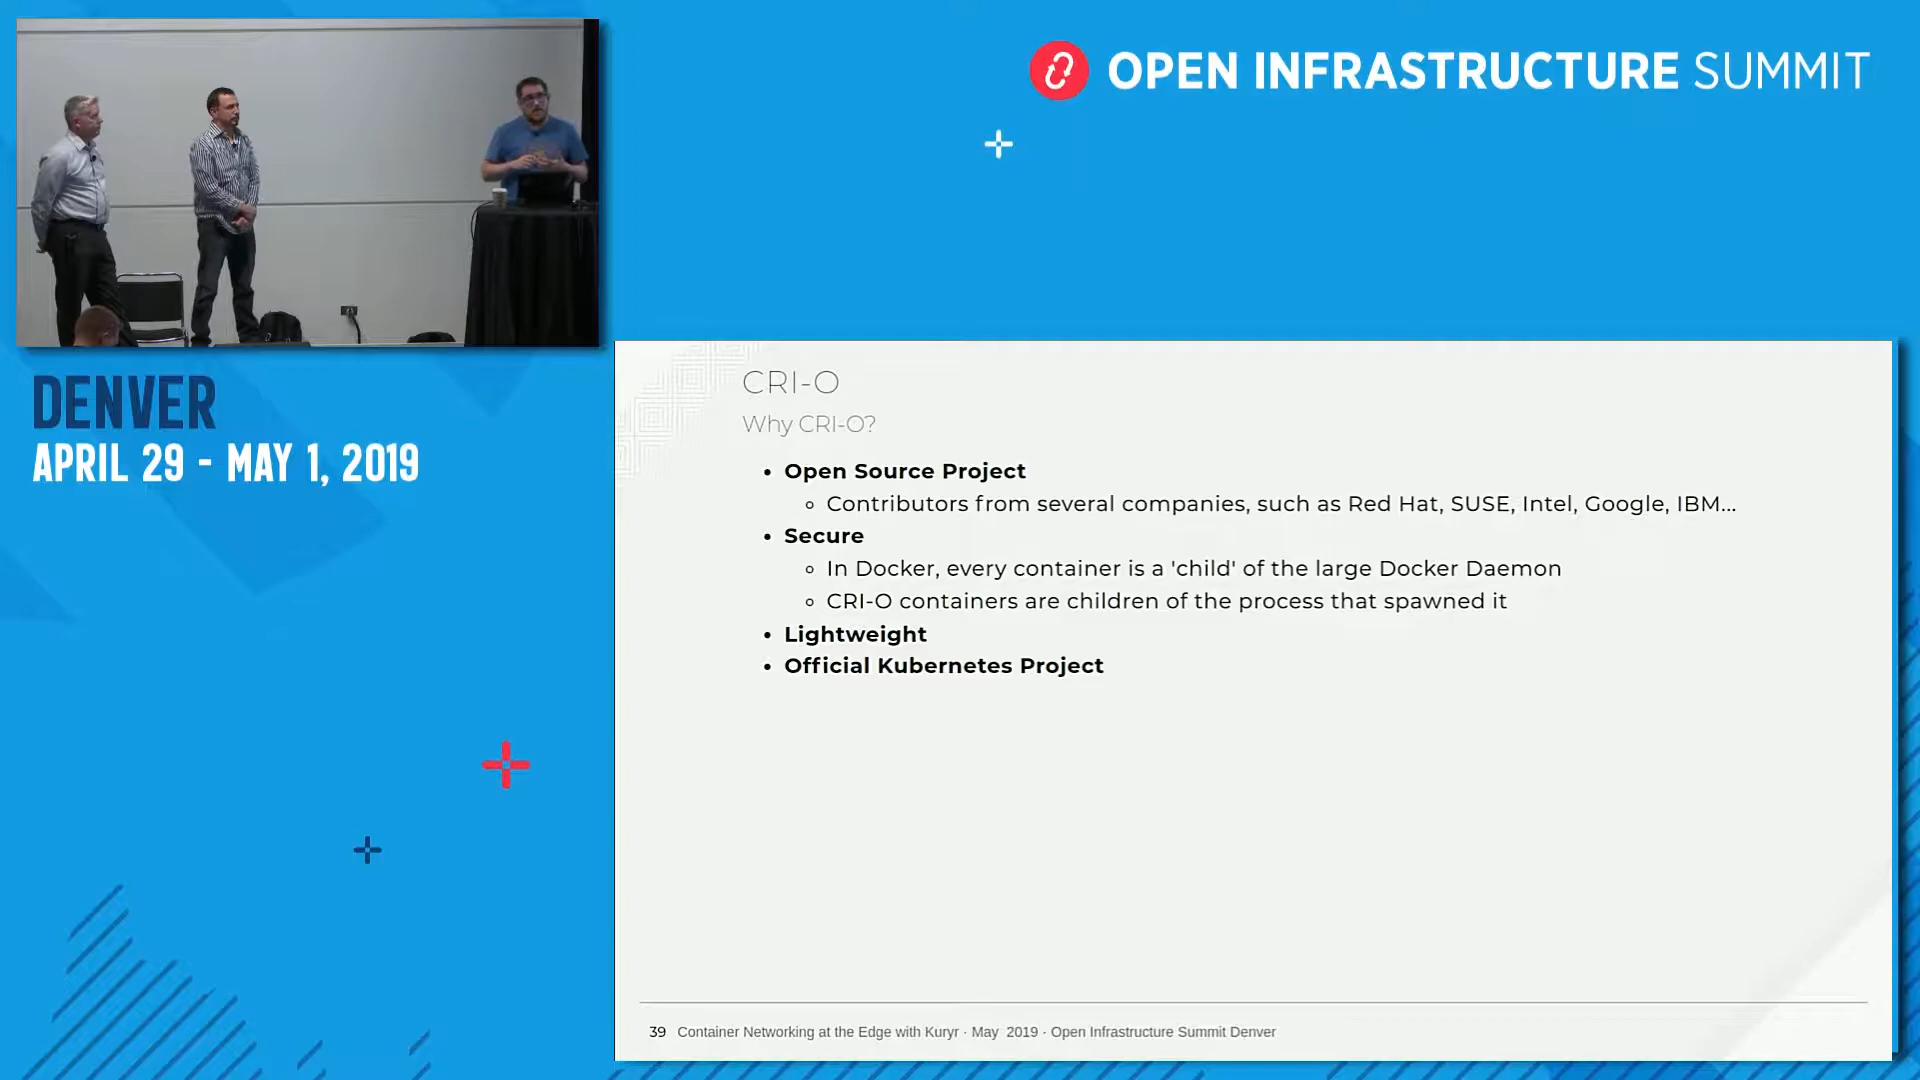 OPEN INFRASTRUCTURE SUMMIT
DENVER
APRIL 29 - MAY 1, 2019
CRI-O
Why CRI-O?
• Open Source Project
◦ Contributors from several companies, such as Red Hat, SUSE, Intel, Google, IBM...
• Secure
◦ In Docker, every container is a 'child' of the large Docker Daemon
◦ CRI-O containers are children of the process that spawned it
• Lightweight
• Official Kubernetes Project
39 Container Networking at the Edge with Kuryr · May 2019 · Open Infrastructure Summit Denver